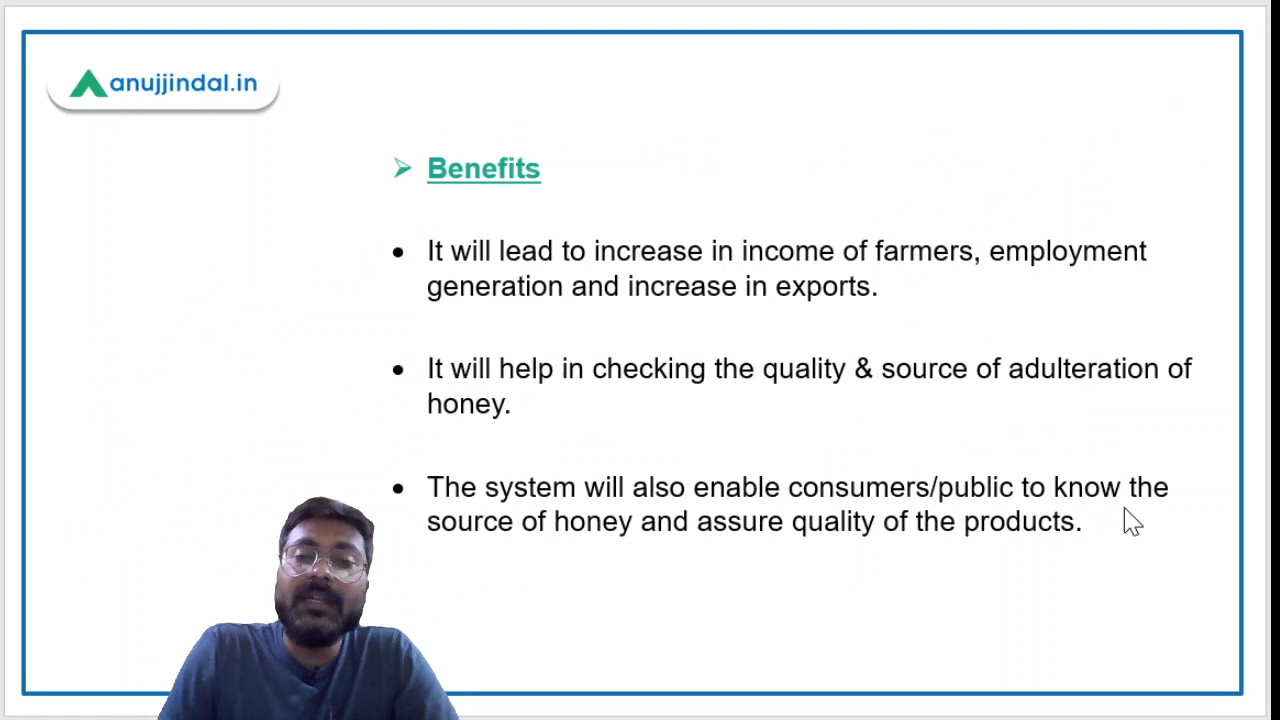 anujjindal.in
Benefits
It will lead to increase in income of farmers, employment
generation and increase in exports.
It will help in checking the quality & source of adulteration of
honey.
The system will also enable consumers/public to know the
source of honey and assure quality of the products.